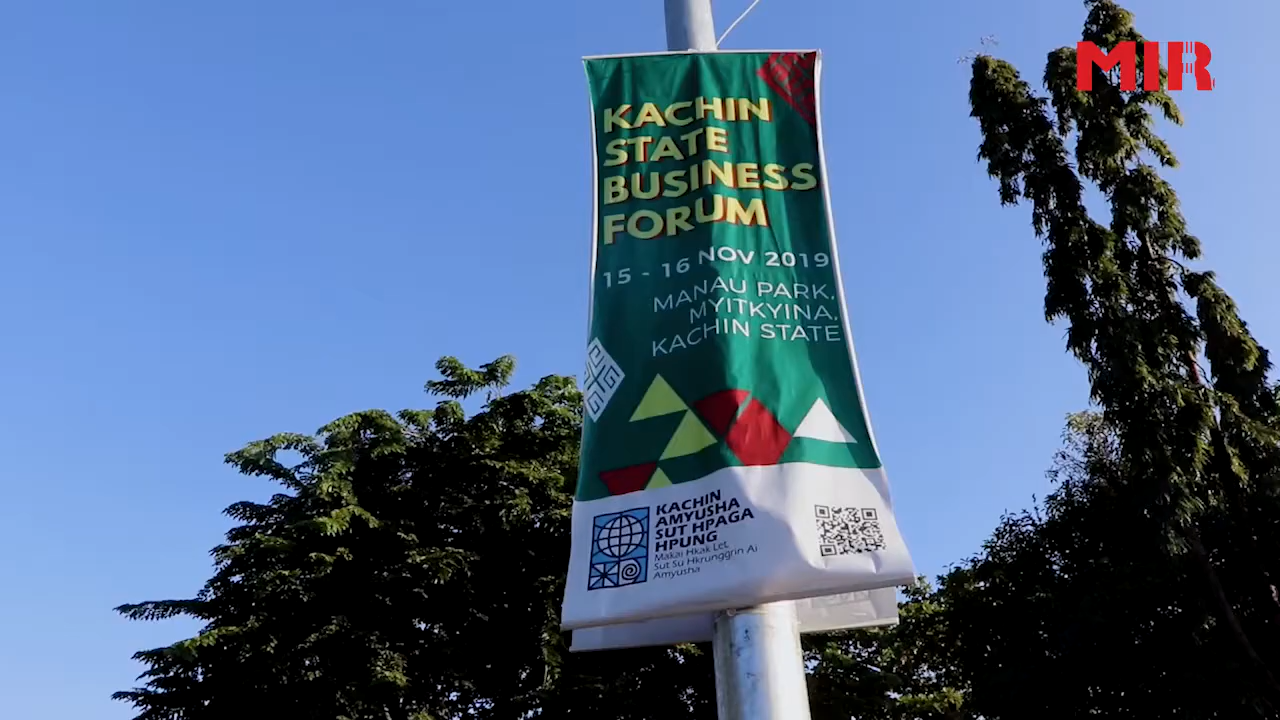 MIR
KACHIN
STATE
BUSINESS
FORUM
15 - 16 NOV 2019
MANAU PARK,
MYITKYINA,
KACHIN STATE
KACHIN
AMYUSHA
SUT HPAGA
HPUNG
Makai Hkak Let,
Sut Su Hkrunggrin Ai
Amyusha